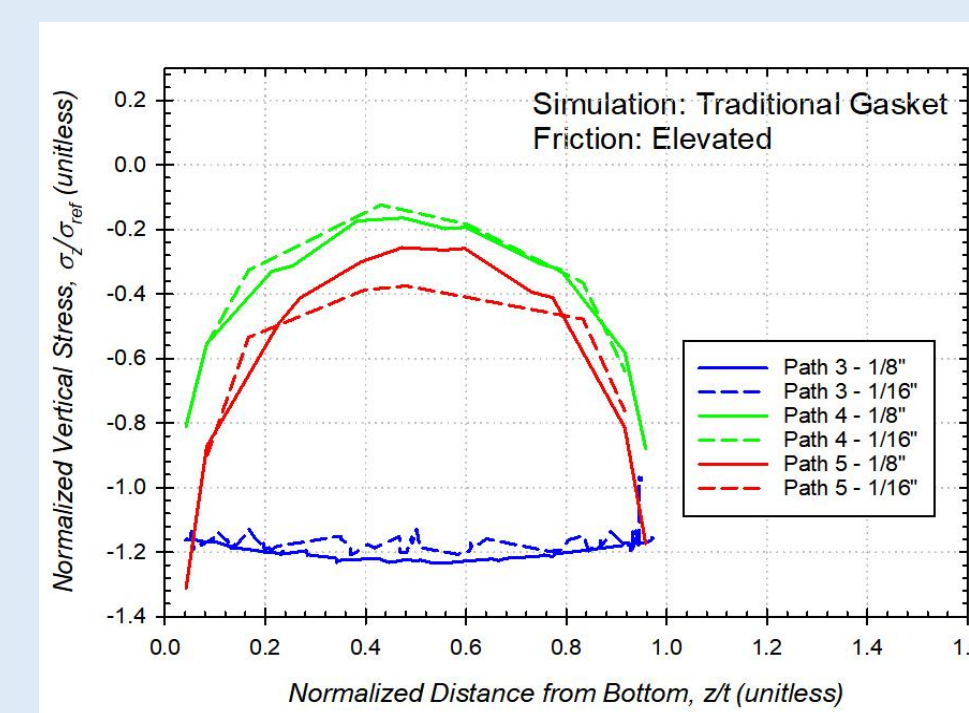 Simulation: Traditional Gasket
Friction: Elevated
Normalized Vertical Stress, σz/σref (unitless)
0.2
0.0
-0.2
-0.4
-0.6
-0.8
-1.0
-1.2
-1.4
Path 3 - 1/8"
Path 3 - 1/16"
Path 4 - 1/8"
Path 4 - 1/16"
Path 5 - 1/8"
Path 5 - 1/16"
0.0 0.2 0.4 0.6 0.8 1.0 1.2 1.4
Normalized Distance from Bottom, z/t (unitless)